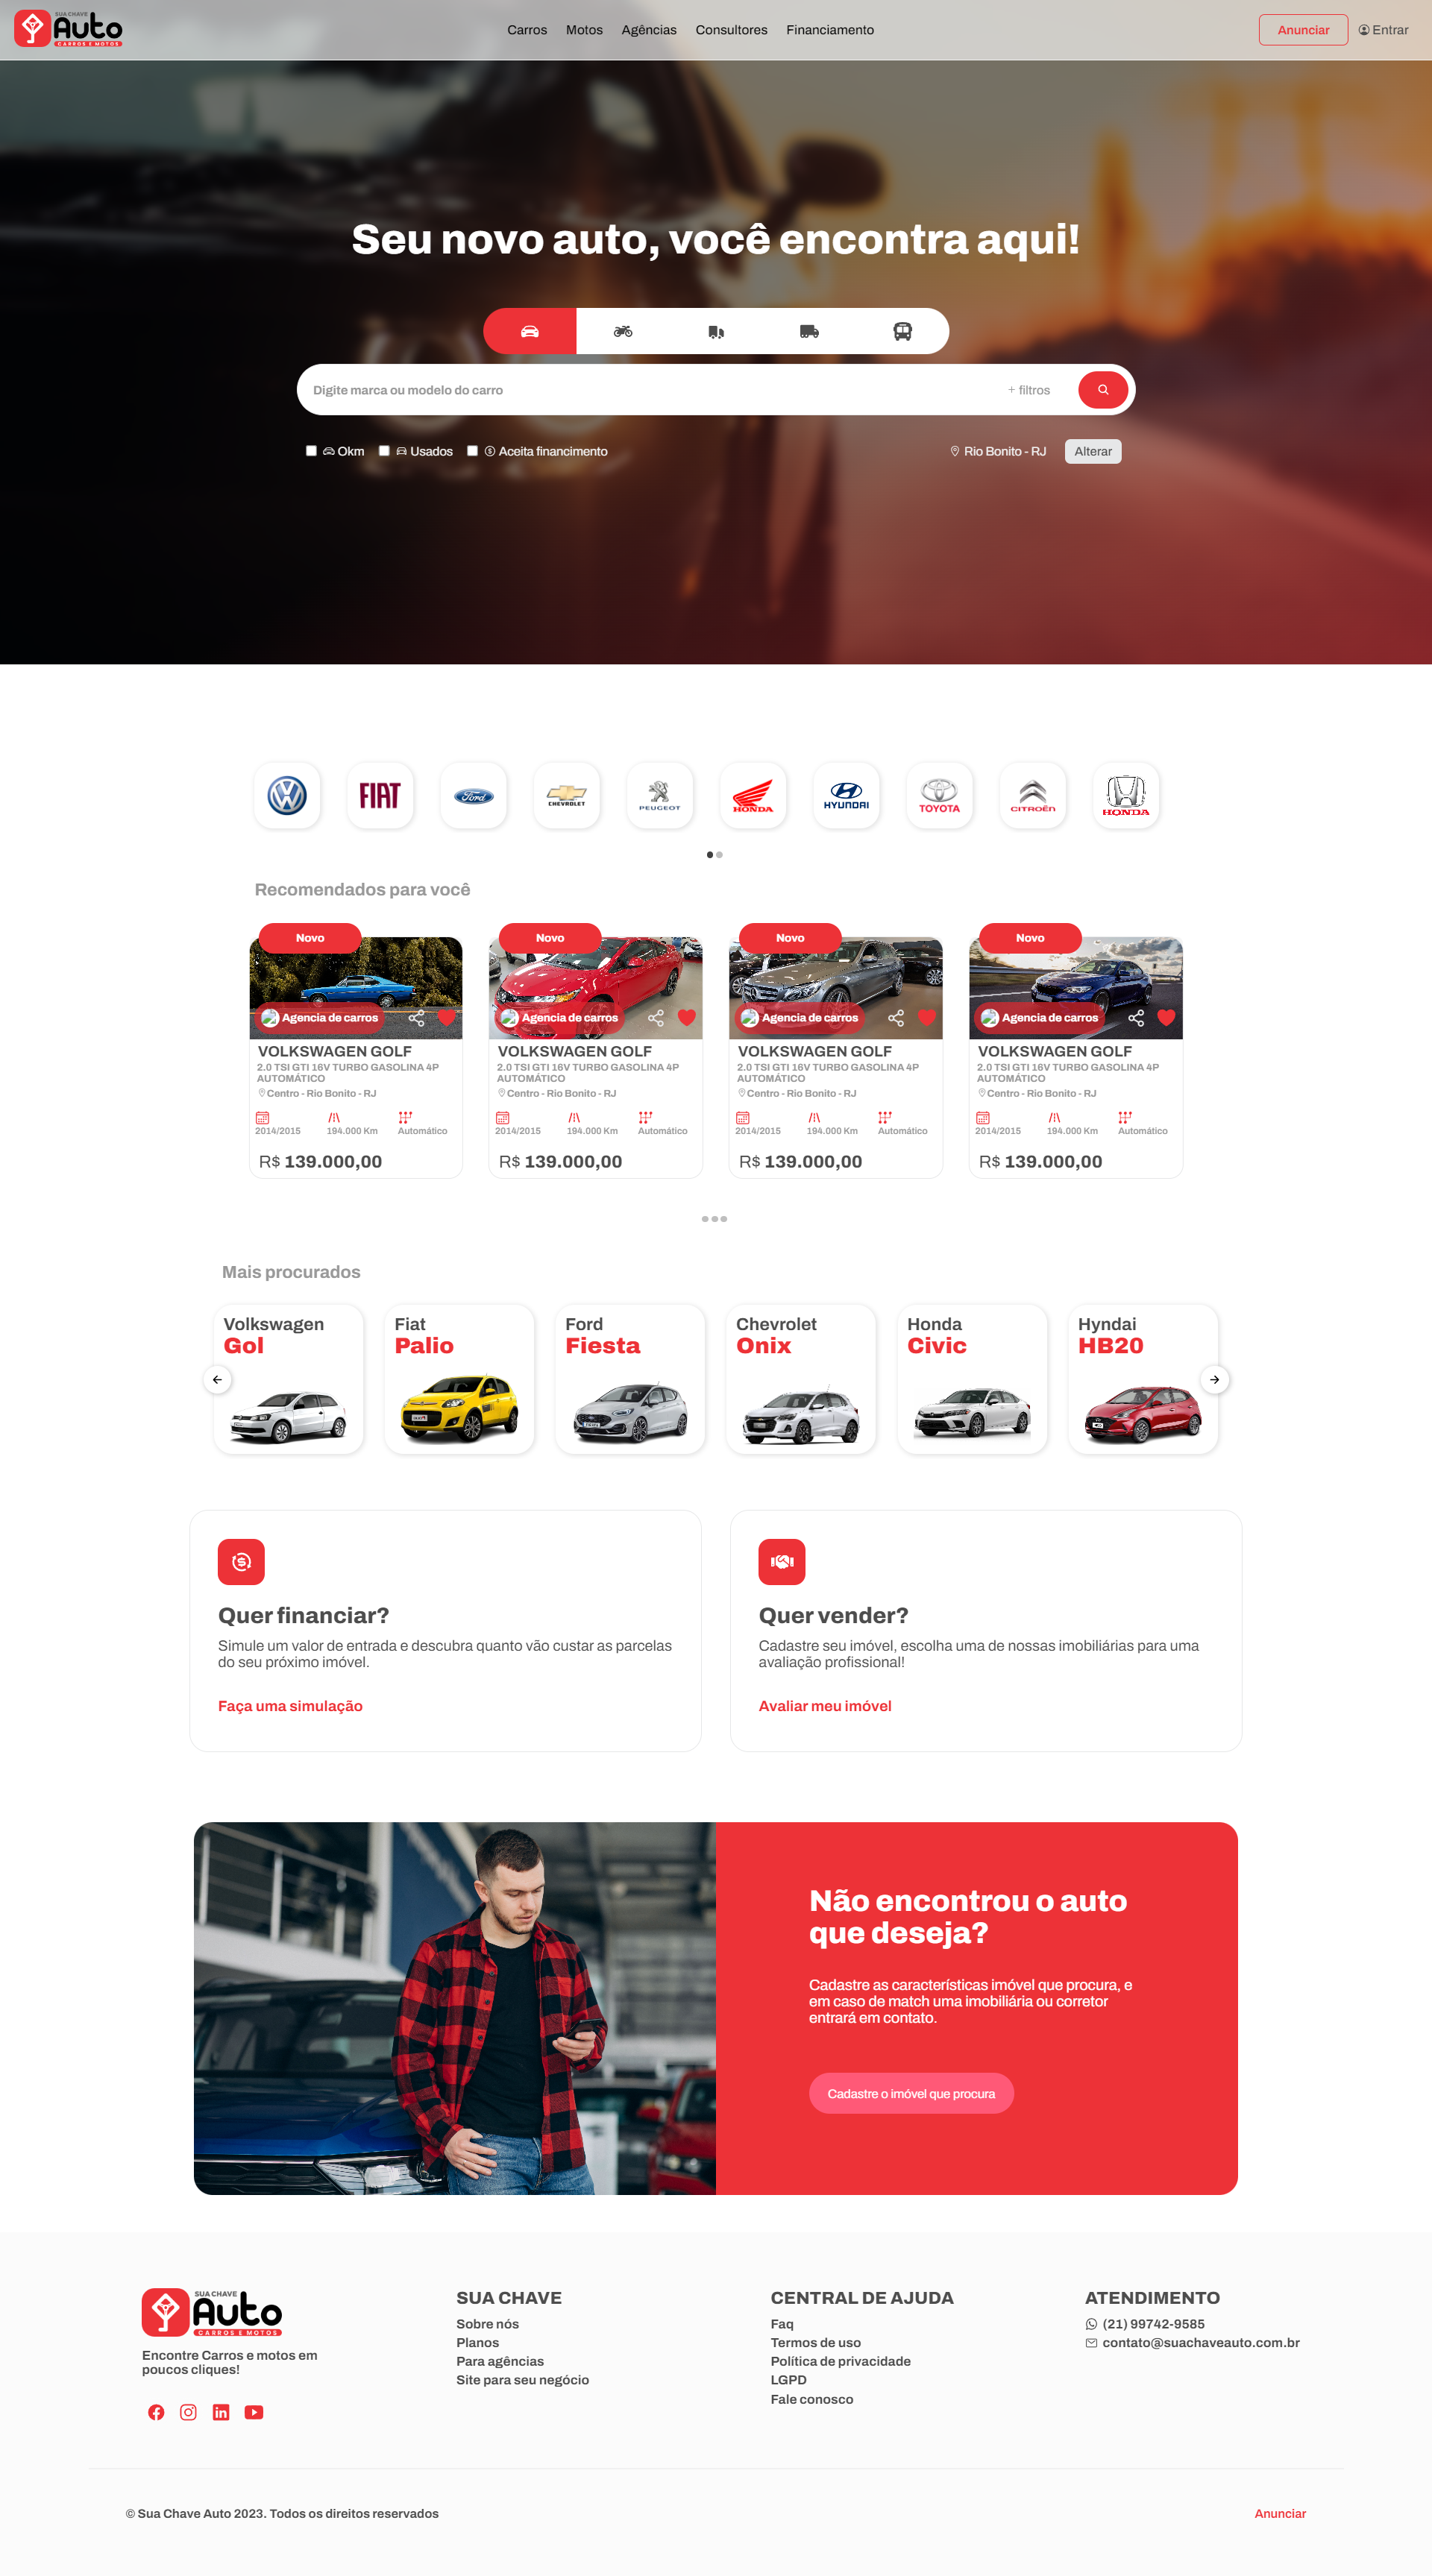 SUA CHAVE
Auto
CARROS E MOTOS
Carros Motos Agências Consultores Financiamento
Anunciar
Entrar
Seu novo auto, você encontra aqui!
Digite marca ou modelo do carro
+ filtros
Okm Usados Aceita financimento
Rio Bonito - RJ Alterar
FIAT
Ford
CHEVROLET
PEUGEOT
HONDA
HYUNDAI
TOYOTA
CITROËN
HONDA
Recomendados para você
Novo
Agencia de carros
VOLKSWAGEN GOLF
2.0 TSI GTI 16V TURBO GASOLINA 4P
AUTOMÁTICO
Centro - Rio Bonito - RJ
2014/2015 194.000 Km Automático
R$ 139.000,00
Novo
Agencia de carros
VOLKSWAGEN GOLF
2.0 TSI GTI 16V TURBO GASOLINA 4P
AUTOMÁTICO
Centro - Rio Bonito - RJ
2014/2015 194.000 Km Automático
R$ 139.000,00
Novo
Agencia de carros
VOLKSWAGEN GOLF
2.0 TSI GTI 16V TURBO GASOLINA 4P
AUTOMÁTICO
Centro - Rio Bonito - RJ
2014/2015 194.000 Km Automático
R$ 139.000,00
Novo
Agencia de carros
VOLKSWAGEN GOLF
2.0 TSI GTI 16V TURBO GASOLINA 4P
AUTOMÁTICO
Centro - Rio Bonito - RJ
2014/2015 194.000 Km Automático
R$ 139.000,00
Mais procurados
Volkswagen
Gol
Fiat
Palio
Ford
Fiesta
Chevrolet
Onix
Honda
Civic
Hyndai
HB20
Quer financiar?
Simule um valor de entrada e descubra quanto vão custar as parcelas
do seu próximo imóvel.
Faça uma simulação
Quer vender?
Cadastre seu imóvel, escolha uma de nossas imobiliárias para uma
avaliação profissional!
Avaliar meu imóvel
Não encontrou o auto
que deseja?
Cadastre as características imóvel que procura, e
em caso de match uma imobiliária ou corretor
entrará em contato.
Cadastre o imóvel que procura
SUA CHAVE
Auto
CARROS E MOTOS
Encontre Carros e motos em
poucos cliques!
SUA CHAVE
Sobre nós
Planos
Para agências
Site para seu negócio
CENTRAL DE AJUDA
Faq
Termos de uso
Política de privacidade
LGPD
Fale conosco
ATENDIMENTO
(21) 99742-9585
contato@suachaveauto.com.br
© Sua Chave Auto 2023. Todos os direitos reservados
Anunciar